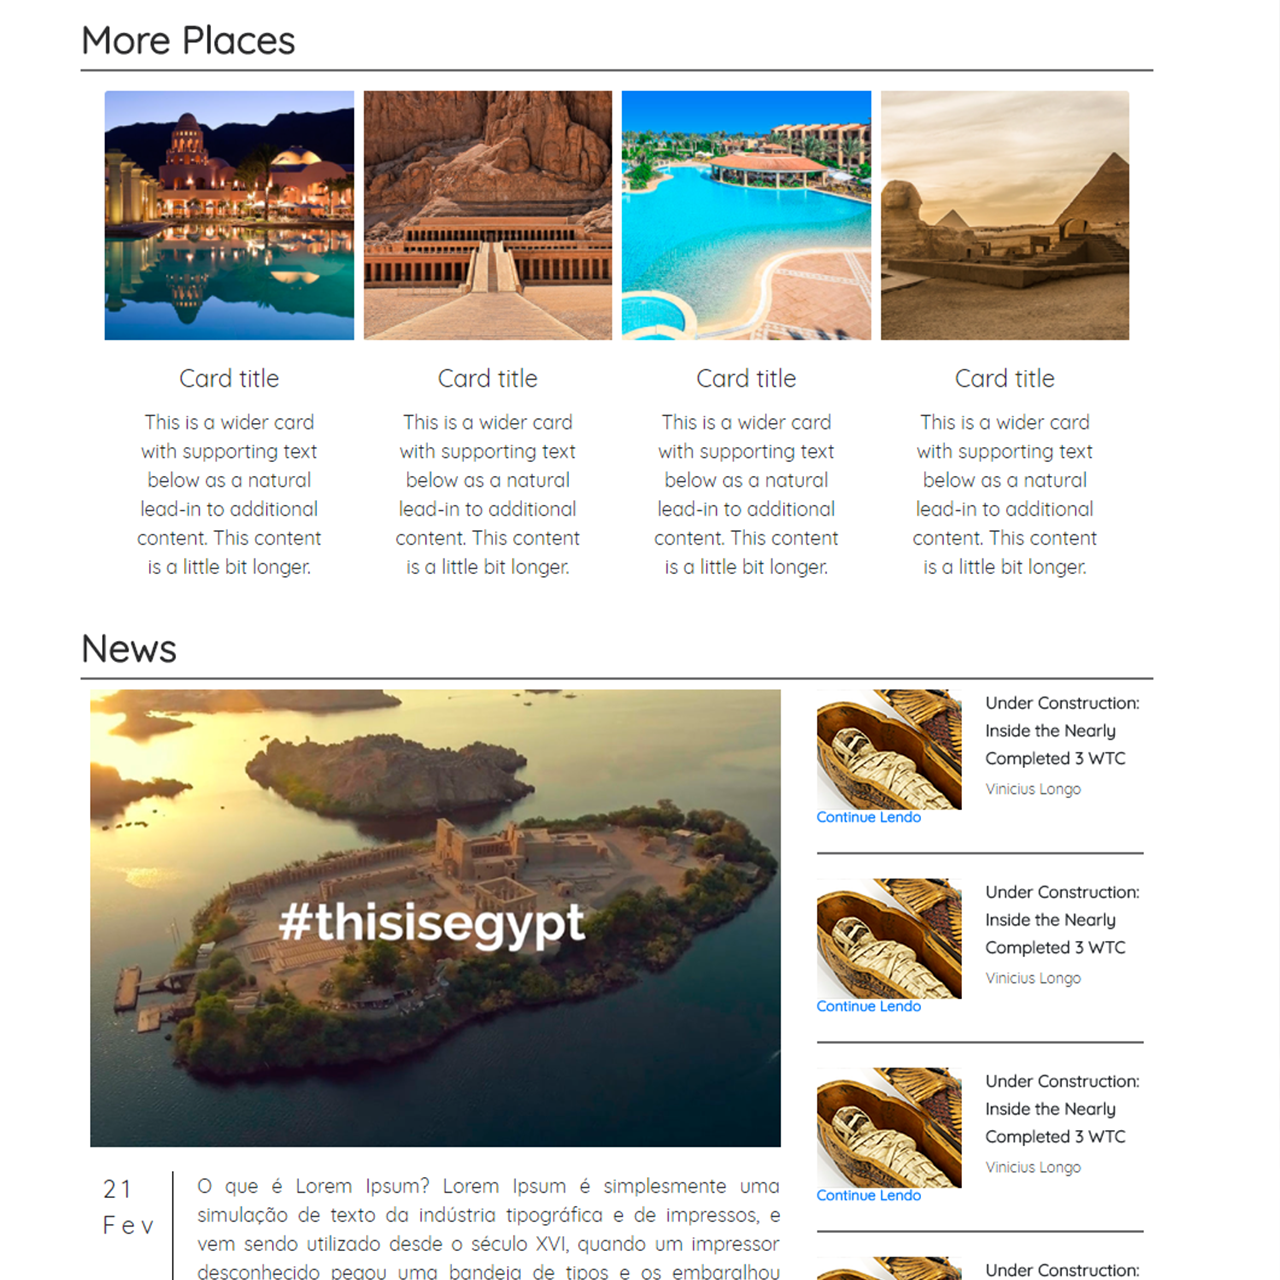 More Places
Card title
This is a wider card
with supporting text
below as a natural
lead-in to additional
content. This content
is a little bit longer.
Card title
This is a wider card
with supporting text
below as a natural
lead-in to additional
content. This content
is a little bit longer.
Card title
This is a wider card
with supporting text
below as a natural
lead-in to additional
content. This content
is a little bit longer.
Card title
This is a wider card
with supporting text
below as a natural
lead-in to additional
content. This content
is a little bit longer.
News
#thisisegypt
21
Fev
O que é Lorem Ipsum? Lorem Ipsum é simplesmente uma
simulação de texto da indústria tipográfica e de impressos, e
vem sendo utilizado desde o século XVI, quando um impressor
desconhecido pegou uma bandeja de tipos e os embaralhou
Under Construction:
Inside the Nearly
Completed 3 WTC
Vinicius Longo
Continue Lendo
Under Construction:
Inside the Nearly
Completed 3 WTC
Vinicius Longo
Continue Lendo
Under Construction:
Inside the Nearly
Completed 3 WTC
Vinicius Longo
Continue Lendo
Under Construction: